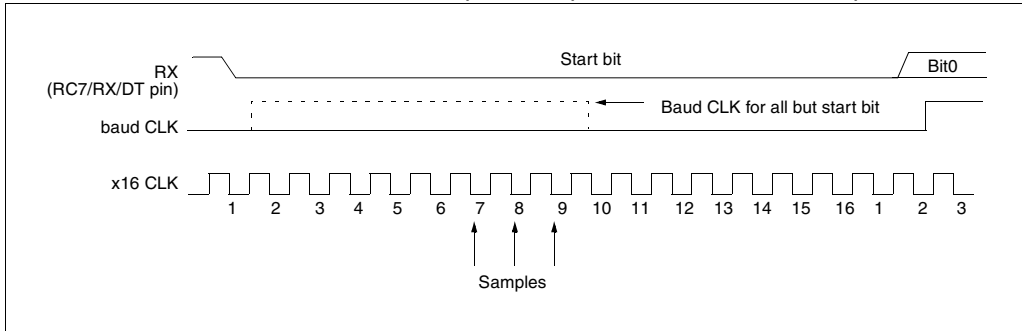 Start bit
Bit0
RX
(RC7/RX/DT pin)
Baud CLK for all but start bit
baud CLK
x16 CLK
1 2 3 4 5 6 7 8 9 10 11 12 13 14 15 16 1 2 3
Samples